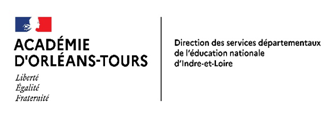 ACADÉMIE
D'ORLÉANS-TOURS
Liberté
Égalité
Fraternité
Direction des services départementaux
de l'éducation nationale
d'Indre-et-Loire